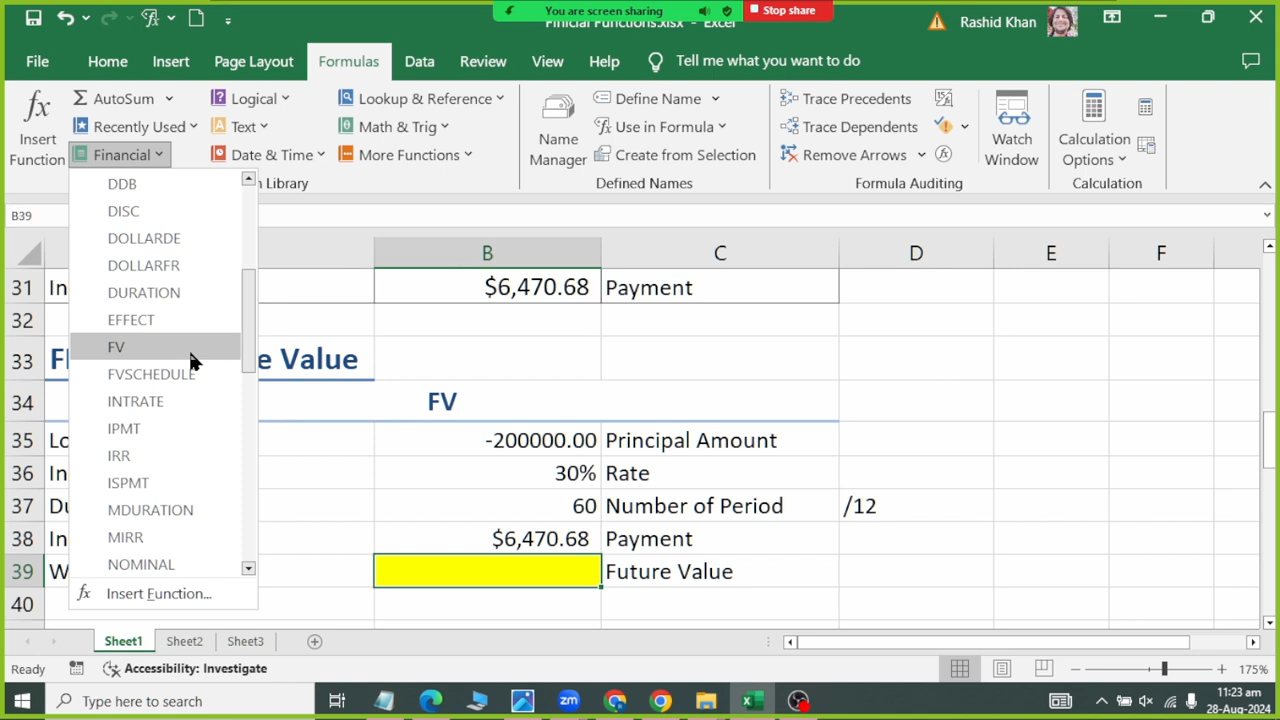 You are screen sharing
Stop share
Finicial Functions.xlsx - Excel
Rashid Khan
File
Home
Insert
Page Layout
Formulas
Data
Review
View
Help
Tell me what you want to do
Insert
Function
AutoSum
Recently Used
Financial
Logical
Text
Date & Time
Lookup & Reference
Math & Trig
More Functions
n Library
Name
Manager
Define Name
Use in Formula
Create from Selection
Defined Names
Trace Precedents
Trace Dependents
Remove Arrows
Formula Auditing
Watch
Window
Calculation
Options
Calculation
B39
DDB
DISC
DOLLARDE
DOLLARFR
DURATION
EFFECT
FV
FVSCHEDULE
INTRATE
IPMT
IRR
ISPMT
MDURATION
MIRR
NOMINAL
Insert Function...
B C D E F
31 In $6,470.68 Payment
32
33 e Value
34 FV
35 Lo -200000.00 Principal Amount
36 In 30% Rate
37 Du 60 Number of Period /12
38 In $6,470.68 Payment
39 W Future Value
40
Sheet1 Sheet2 Sheet3
Ready
Accessibility: Investigate
175%
Type here to search
zm
11:23 am
28-Aug-2024